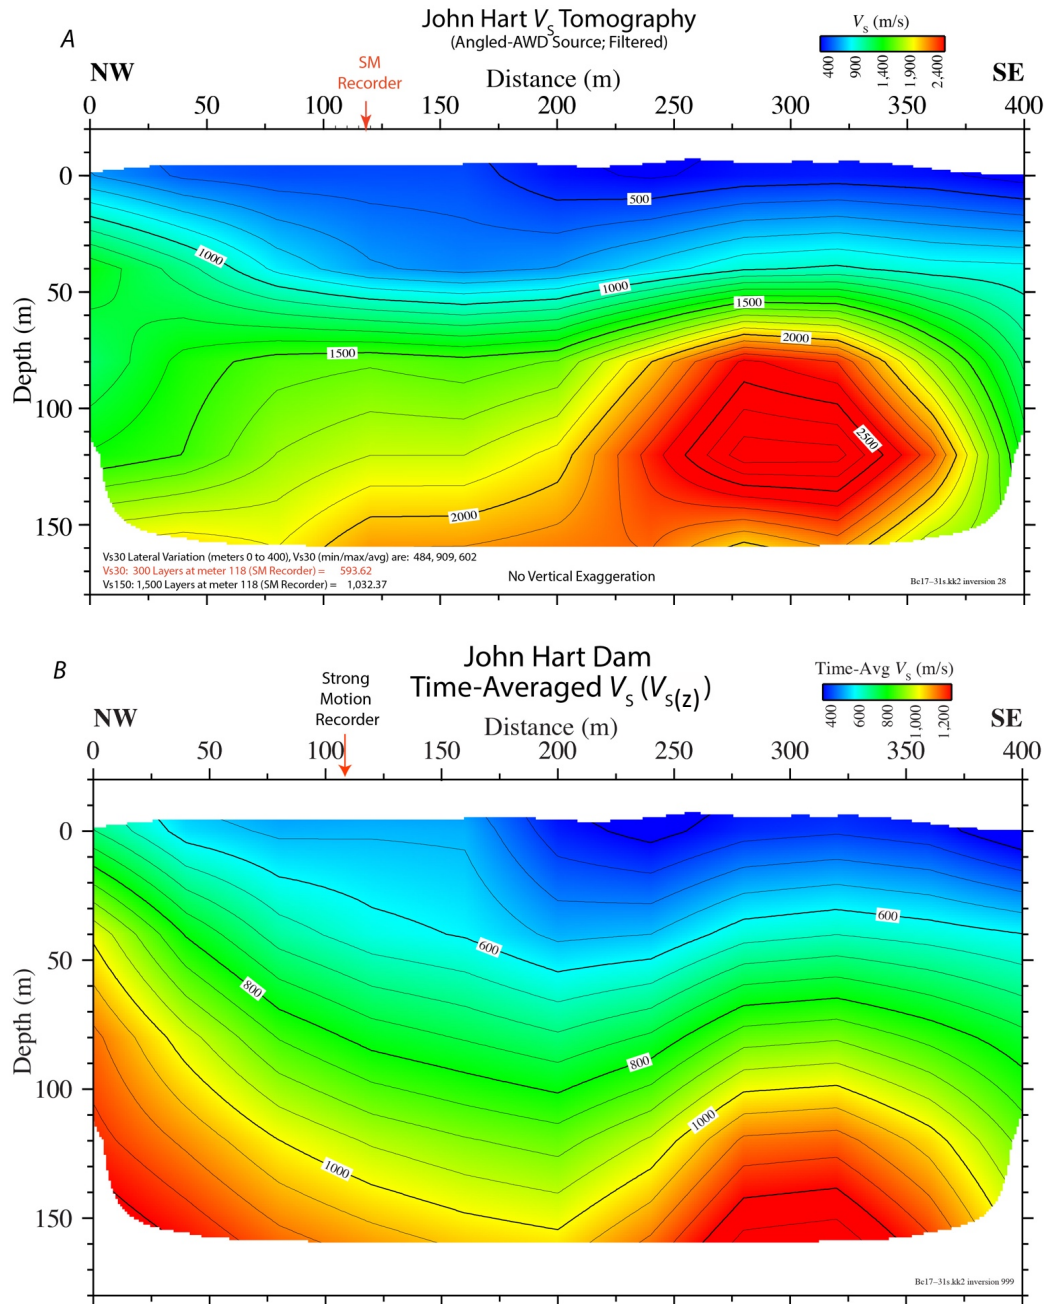 A
John Hart VS Tomography
(Angled-AWD Source; Filtered)
VS (m/s)
400 900 1,400 1,900 2,400
NW
SM
Recorder
Distance (m)
SE
0 50 100 150 200 250 300 350 400
0
50
100
150
Depth (m)
500
1000
1000
1500
1500
2000
2500
2000
Vs30 Lateral Variation (meters 0 to 400), Vs30 (min/max/avg) are: 484, 909, 602
Vs30: 300 Layers at meter 118 (SM Recorder) = 593.62
Vs150: 1,500 Layers at meter 118 (SM Recorder) = 1,032.37
No Vertical Exaggeration
Bc17-31s.kk2 inversion 28
B
John Hart Dam
Time-Averaged VS (VS(z))
Time-Avg VS (m/s)
400 600 800 1,000 1,200
Strong
Motion
Recorder
NW
Distance (m)
SE
0 50 100 150 200 250 300 350 400
0
50
100
150
Depth (m)
600
600
800
800
1000
1000
Bc17-31s.kk2 inversion 999